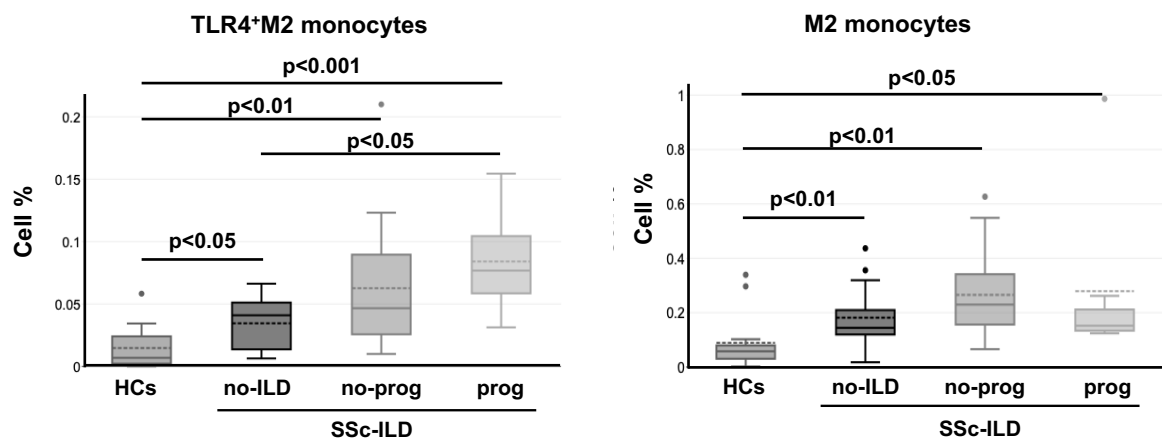 TLR4⁺M2 monocytes
p<0.001
p<0.01
p<0.05
p<0.05
0.2
0.15
0.1
0.05
0
Cell %
HCs
no-ILD
no-prog
prog
SSc-ILD
M2 monocytes
p<0.05
p<0.01
p<0.01
1
0.8
0.6
0.4
0.2
0
Cell %
HCs
no-ILD
no-prog
prog
SSc-ILD